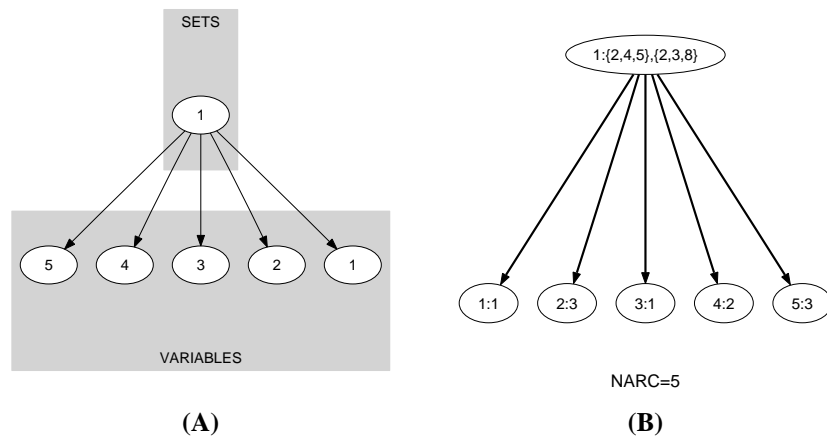 SETS
1
5 4 3 2 1
VARIABLES
(A)
1:{2,4,5},{2,3,8}
1:1 2:3 3:1 4:2 5:3
NARC=5
(B)